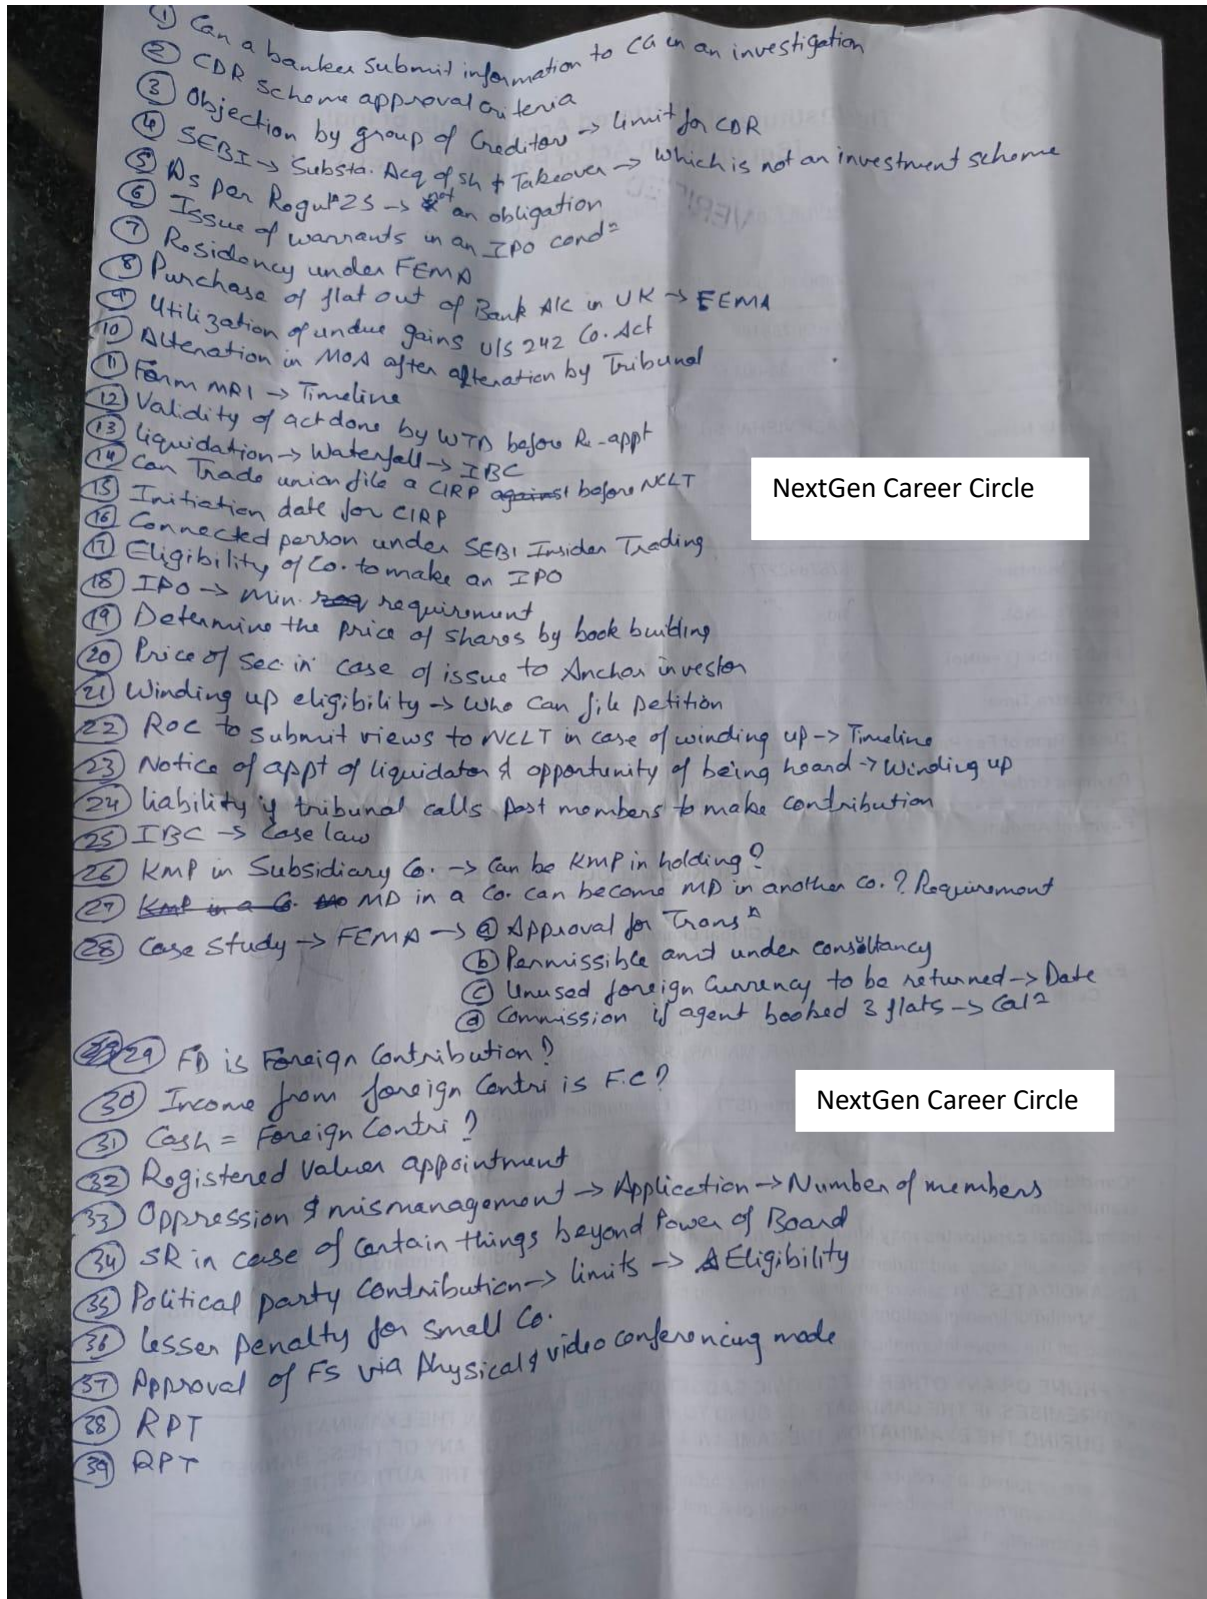 ① Can a banker submit information to CG in an investigation
② CDR scheme approval criteria
③ Objection by group of Creditors → limit for CDR
④ SEBI → Substa. Acq of sh & Takeover → Which is not an investment scheme
⑤ As per Regul 25 → not an obligation
⑥ Issue of warrants in an IPO condn
⑦ Residency under FEMA
⑧ Purchase of flat out of Bank A/c in UK → FEMA
⑨ Utilization of undue gains u/s 242 Co. Act
⑩ Alteration in MOA after alteration by Tribunal
⑪ Form MR1 → Timeline
⑫ Validity of act done by WTD before Re-appt
⑬ Liquidation → Waterfall → IBC
⑭ Can Trade union file a CIRP against before NCLT
⑮ Initiation date for CIRP
⑯ Connected person under SEBI Insider Trading
⑰ Eligibility of Co. to make an IPO
⑱ IPO → Min. requirement
⑲ Determine the price of shares by book building
⑳ Price of sec. in case of issue to Anchor investor
㉑ Winding up eligibility → Who can file petition
㉒ ROC to submit views to NCLT in case of winding up → Timeline
㉓ Notice of appt of liquidator & opportunity of being heard → Winding up
㉔ liability if tribunal calls past members to make contribution
㉕ IBC → Case law
㉖ KMP in Subsidiary Co. → Can be KMP in holding?
㉗ KMP in a Co. MD in a Co. can become MD in another co.? Requirement
㉘ Case Study → FEMA → ⓐ Approval for Transn
ⓑ Permissible amt under consultancy
ⓒ Unused foreign Currency to be returned → Date
ⓓ Commission if agent booked 3 flats → Caln
㉙ FD is Foreign Contribution?
㉚ Income from foreign Contri is F.C?
㉛ Cash = Foreign Contri?
㉜ Registered Valuer appointment
㉝ Oppression & mismanagement → Application → Number of members
㉞ SR in case of certain things beyond Power of Board
㉟ Political party contribution → limits → Eligibility
㊱ lesser penalty for small Co.
㊲ Approval of FS via physical & video conferencing mode
㊳ RPT
㊴ RPT
NextGen Career Circle
NextGen Career Circle